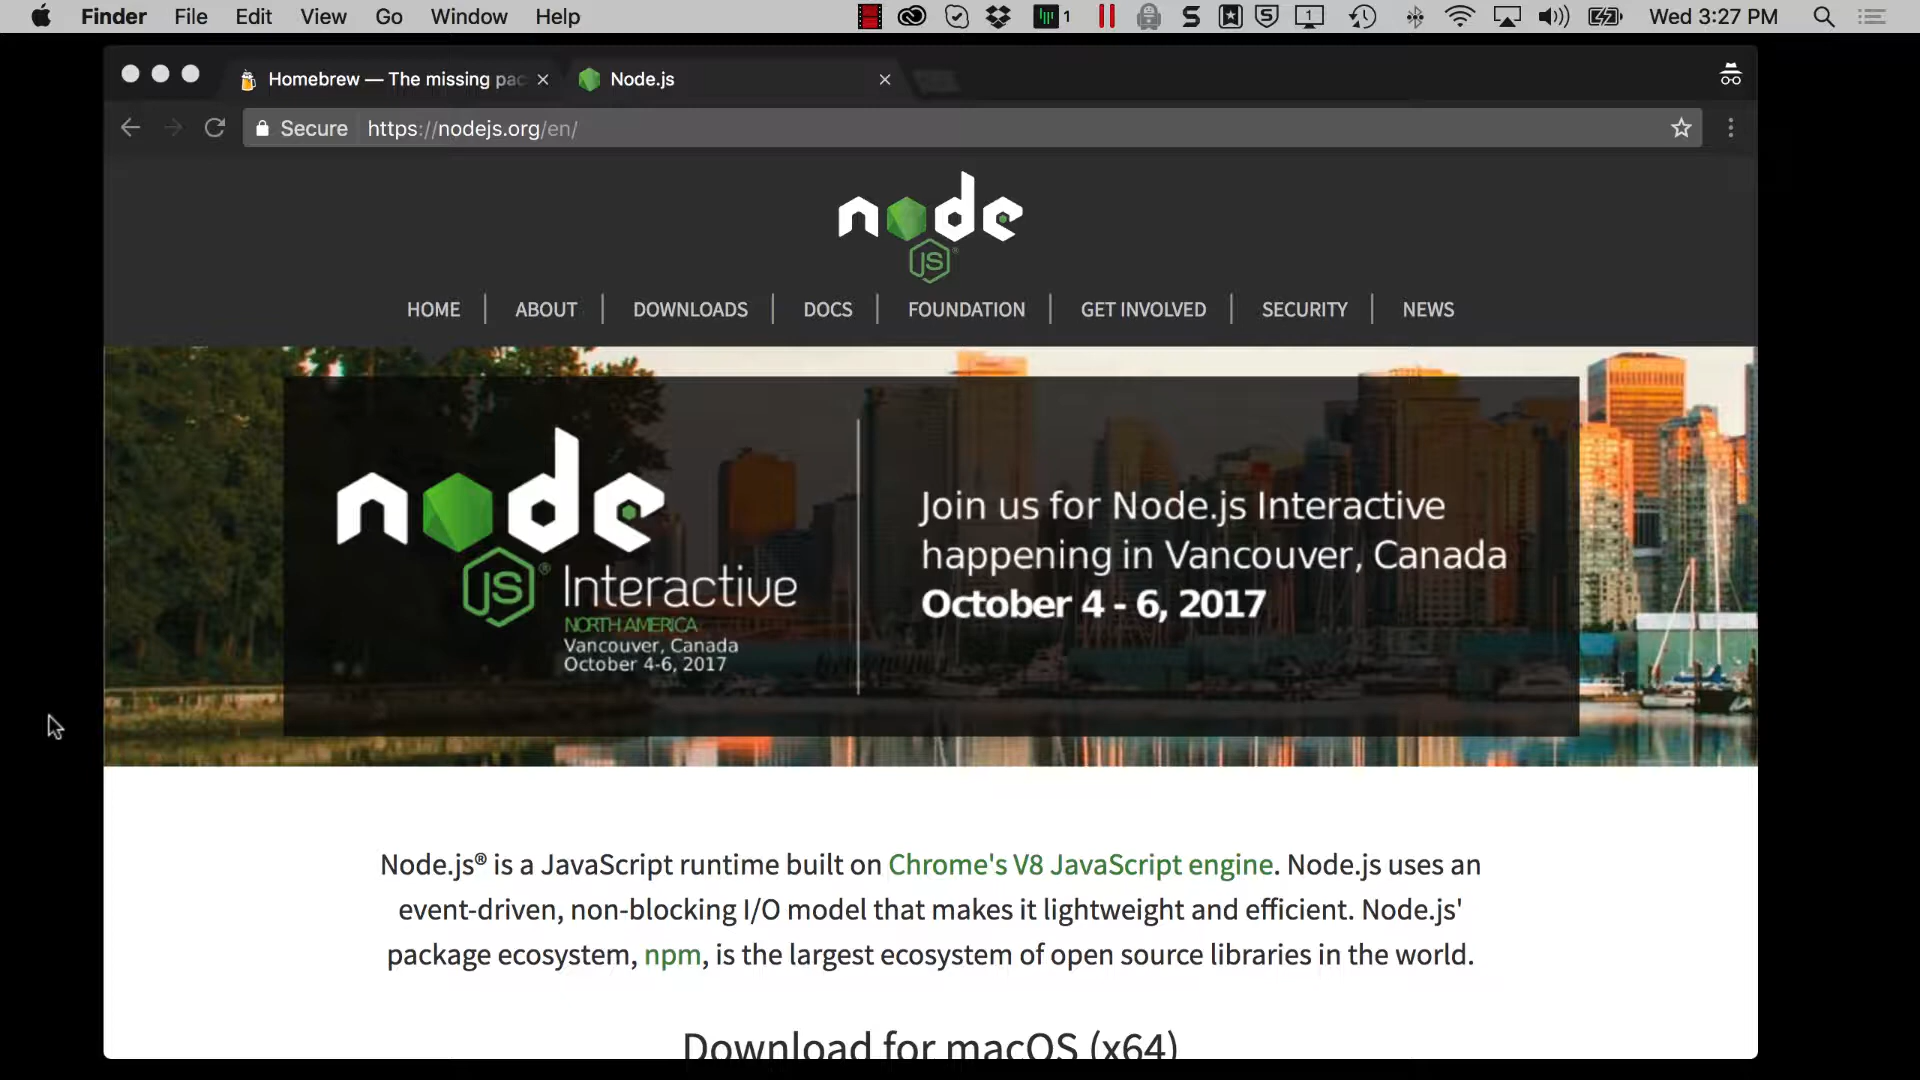 Finder File Edit View Go Window Help 1 1 Wed 3:27 PM
Homebrew — The missing pac Node.js
Secure https://nodejs.org/en/
node
JS®
HOME ABOUT DOWNLOADS DOCS FOUNDATION GET INVOLVED SECURITY NEWS
node
JS® Interactive
NORTH AMERICA
Vancouver, Canada
October 4-6, 2017
Join us for Node.js Interactive
happening in Vancouver, Canada
October 4 - 6, 2017
Node.js® is a JavaScript runtime built on Chrome's V8 JavaScript engine. Node.js uses an
event-driven, non-blocking I/O model that makes it lightweight and efficient. Node.js'
package ecosystem, npm, is the largest ecosystem of open source libraries in the world.
Download for macOS (x64)